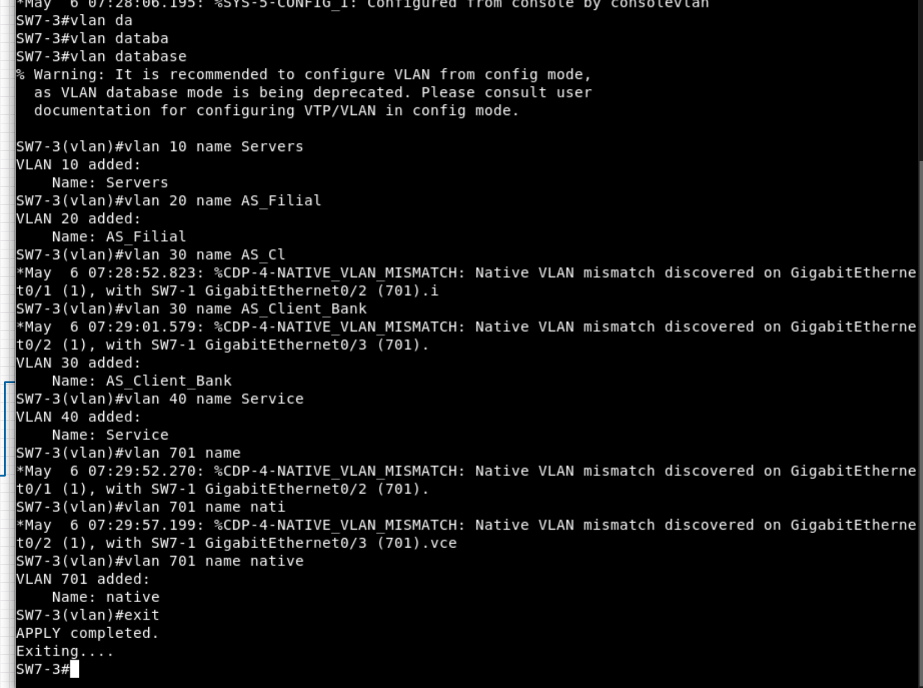 *May  6 07:28:06.195: %SYS-5-CONFIG_I: Configured from console by consolevlan
SW7-3#vlan da
SW7-3#vlan databa
SW7-3#vlan database
% Warning: It is recommended to configure VLAN from config mode,
  as VLAN database mode is being deprecated. Please consult user
  documentation for configuring VTP/VLAN in config mode.

SW7-3(vlan)#vlan 10 name Servers
VLAN 10 added:
    Name: Servers
SW7-3(vlan)#vlan 20 name AS_Filial
VLAN 20 added:
    Name: AS_Filial
SW7-3(vlan)#vlan 30 name AS_Cl
*May  6 07:28:52.823: %CDP-4-NATIVE_VLAN_MISMATCH: Native VLAN mismatch discovered on GigabitEtherne
t0/1 (1), with SW7-1 GigabitEthernet0/2 (701).i
SW7-3(vlan)#vlan 30 name AS_Client_Bank
*May  6 07:29:01.579: %CDP-4-NATIVE_VLAN_MISMATCH: Native VLAN mismatch discovered on GigabitEtherne
t0/2 (1), with SW7-1 GigabitEthernet0/3 (701).
VLAN 30 added:
    Name: AS_Client_Bank
SW7-3(vlan)#vlan 40 name Service
VLAN 40 added:
    Name: Service
SW7-3(vlan)#vlan 701 name
*May  6 07:29:52.270: %CDP-4-NATIVE_VLAN_MISMATCH: Native VLAN mismatch discovered on GigabitEtherne
t0/1 (1), with SW7-1 GigabitEthernet0/2 (701).
SW7-3(vlan)#vlan 701 name nati
*May  6 07:29:57.199: %CDP-4-NATIVE_VLAN_MISMATCH: Native VLAN mismatch discovered on GigabitEtherne
t0/2 (1), with SW7-1 GigabitEthernet0/3 (701).vce
SW7-3(vlan)#vlan 701 name native
VLAN 701 added:
    Name: native
SW7-3(vlan)#exit
APPLY completed.
Exiting....
SW7-3#